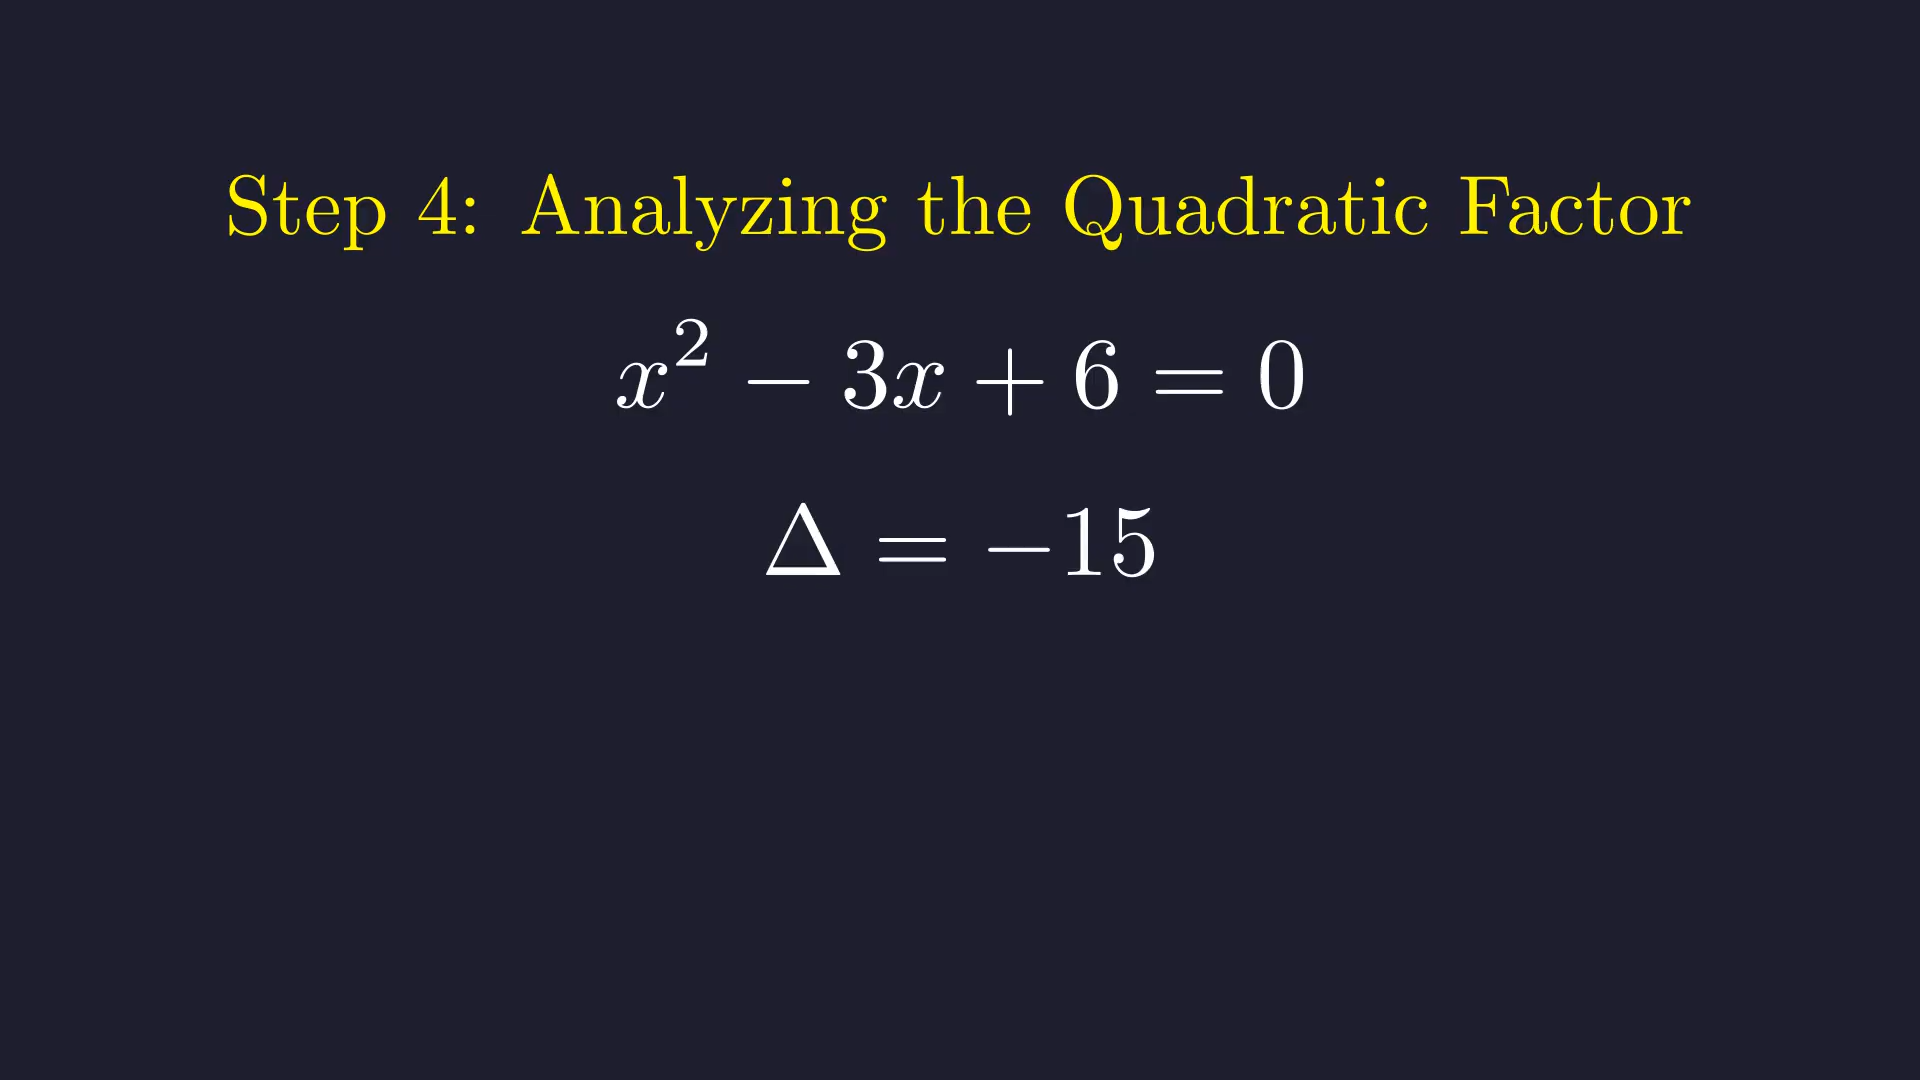 Step 4: Analyzing the Quadratic Factor
x² − 3x + 6 = 0
Δ = −15